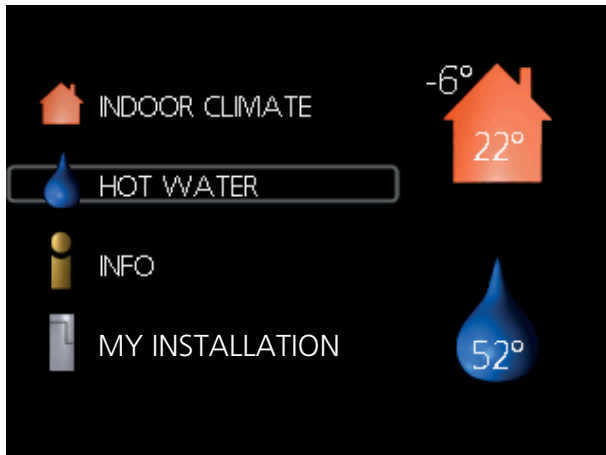 INDOOR CLIMATE
HOT WATER
INFO
MY INSTALLATION
-6°
22°
52°